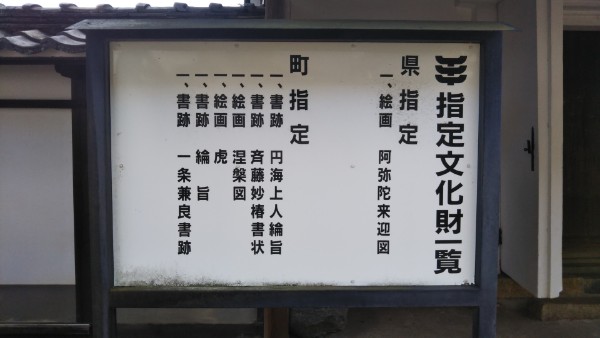 指定文化財一覧
県指定
一、絵画 阿弥陀来迎図
町指定
一、書跡 円海上人綸旨
一、書跡 斉藤妙椿書状
一、絵画 涅槃図
一、絵画 虎
一、書跡 綸旨
一、書跡 一条兼良書跡